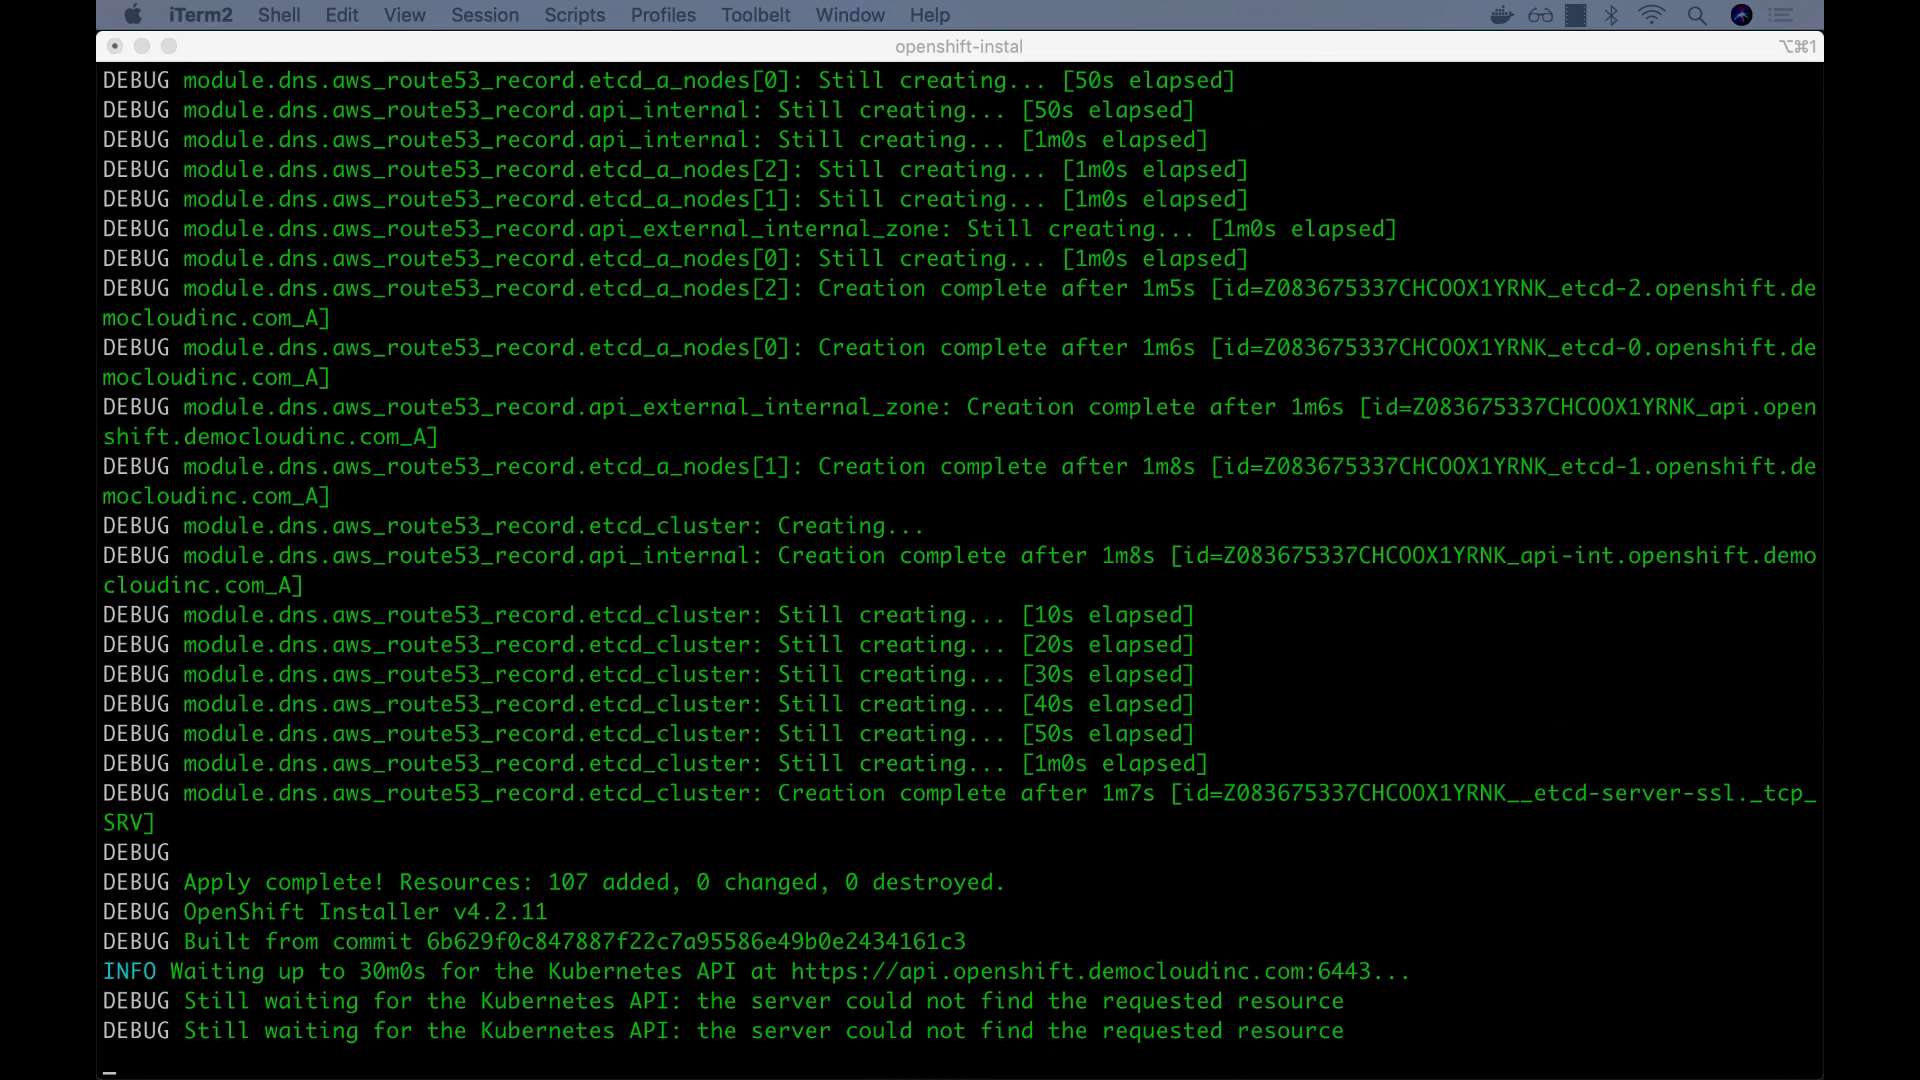 iTerm2 Shell Edit View Session Scripts Profiles Toolbelt Window Help
openshift-instal ⌥⌘1
DEBUG module.dns.aws_route53_record.etcd_a_nodes[0]: Still creating... [50s elapsed]
DEBUG module.dns.aws_route53_record.api_internal: Still creating... [50s elapsed]
DEBUG module.dns.aws_route53_record.api_internal: Still creating... [1m0s elapsed]
DEBUG module.dns.aws_route53_record.etcd_a_nodes[2]: Still creating... [1m0s elapsed]
DEBUG module.dns.aws_route53_record.etcd_a_nodes[1]: Still creating... [1m0s elapsed]
DEBUG module.dns.aws_route53_record.api_external_internal_zone: Still creating... [1m0s elapsed]
DEBUG module.dns.aws_route53_record.etcd_a_nodes[0]: Still creating... [1m0s elapsed]
DEBUG module.dns.aws_route53_record.etcd_a_nodes[2]: Creation complete after 1m5s [id=Z083675337CHCOOX1YRNK_etcd-2.openshift.de
mocloudinc.com_A]
DEBUG module.dns.aws_route53_record.etcd_a_nodes[0]: Creation complete after 1m6s [id=Z083675337CHCOOX1YRNK_etcd-0.openshift.de
mocloudinc.com_A]
DEBUG module.dns.aws_route53_record.api_external_internal_zone: Creation complete after 1m6s [id=Z083675337CHCOOX1YRNK_api.open
shift.democloudinc.com_A]
DEBUG module.dns.aws_route53_record.etcd_a_nodes[1]: Creation complete after 1m8s [id=Z083675337CHCOOX1YRNK_etcd-1.openshift.de
mocloudinc.com_A]
DEBUG module.dns.aws_route53_record.etcd_cluster: Creating...
DEBUG module.dns.aws_route53_record.api_internal: Creation complete after 1m8s [id=Z083675337CHCOOX1YRNK_api-int.openshift.demo
cloudinc.com_A]
DEBUG module.dns.aws_route53_record.etcd_cluster: Still creating... [10s elapsed]
DEBUG module.dns.aws_route53_record.etcd_cluster: Still creating... [20s elapsed]
DEBUG module.dns.aws_route53_record.etcd_cluster: Still creating... [30s elapsed]
DEBUG module.dns.aws_route53_record.etcd_cluster: Still creating... [40s elapsed]
DEBUG module.dns.aws_route53_record.etcd_cluster: Still creating... [50s elapsed]
DEBUG module.dns.aws_route53_record.etcd_cluster: Still creating... [1m0s elapsed]
DEBUG module.dns.aws_route53_record.etcd_cluster: Creation complete after 1m7s [id=Z083675337CHCOOX1YRNK__etcd-server-ssl._tcp_
SRV]
DEBUG
DEBUG Apply complete! Resources: 107 added, 0 changed, 0 destroyed.
DEBUG OpenShift Installer v4.2.11
DEBUG Built from commit 6b629f0c847887f22c7a95586e49b0e2434161c3
INFO Waiting up to 30m0s for the Kubernetes API at https://api.openshift.democloudinc.com:6443...
DEBUG Still waiting for the Kubernetes API: the server could not find the requested resource
DEBUG Still waiting for the Kubernetes API: the server could not find the requested resource